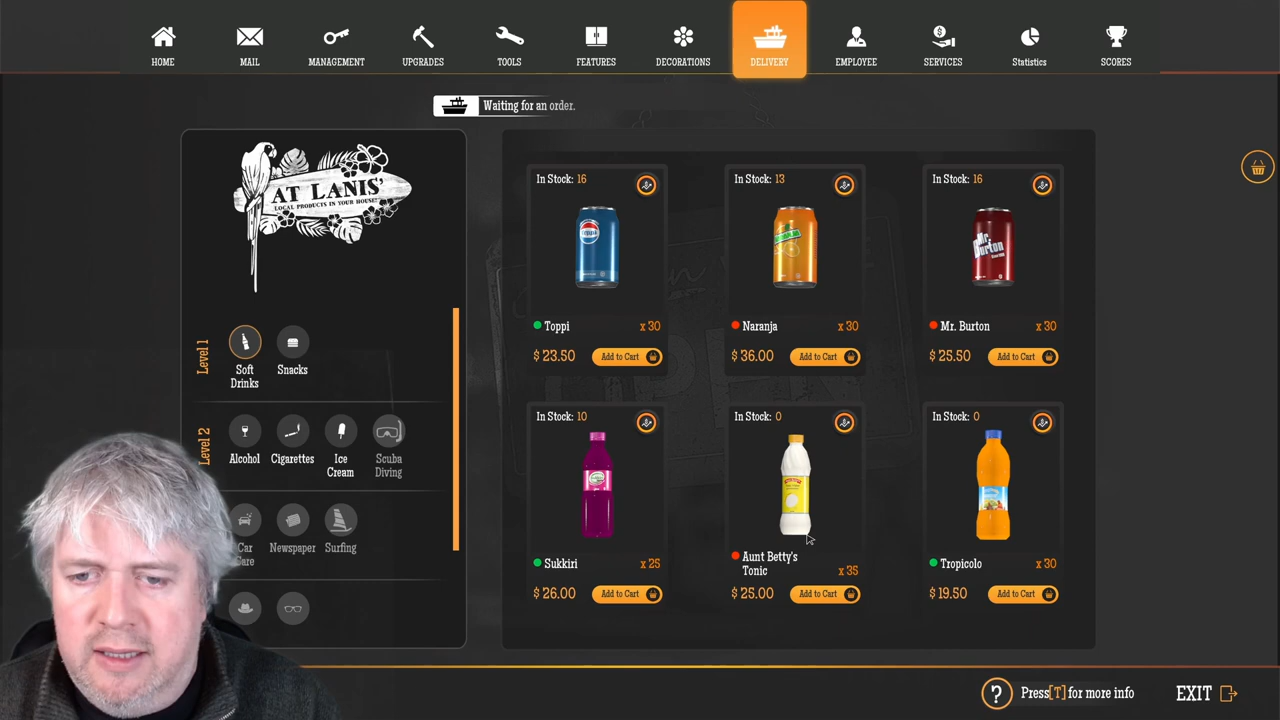 HOME
MAIL
MANAGEMENT
UPGRADES
TOOLS
FEATURES
DECORATIONS
DELIVERY
EMPLOYEE
SERVICES
Statistics
SCORES
Waiting for an order.
AT LANIS'
LOCAL PRODUCTS IN YOUR HOUSE!
Level 1
Soft
Drinks
Snacks
Level 2
Alcohol
Cigarettes
Ice
Cream
Scuba
Diving
Car
Care
Newspaper
Surfing
In Stock: 16
Toppi
Toppi x 30
$ 23.50 Add to Cart
In Stock: 13
Naranja x 30
$ 36.00 Add to Cart
In Stock: 16
Mr.
Burton
Mr. Burton x 30
$ 25.50 Add to Cart
In Stock: 10
Sukkiri x 25
$ 26.00 Add to Cart
In Stock: 0
Aunt Betty's
Tonic x 35
$ 25.00 Add to Cart
In Stock: 0
Tropicolo x 30
$ 19.50 Add to Cart
? Press[T] for more info
EXIT